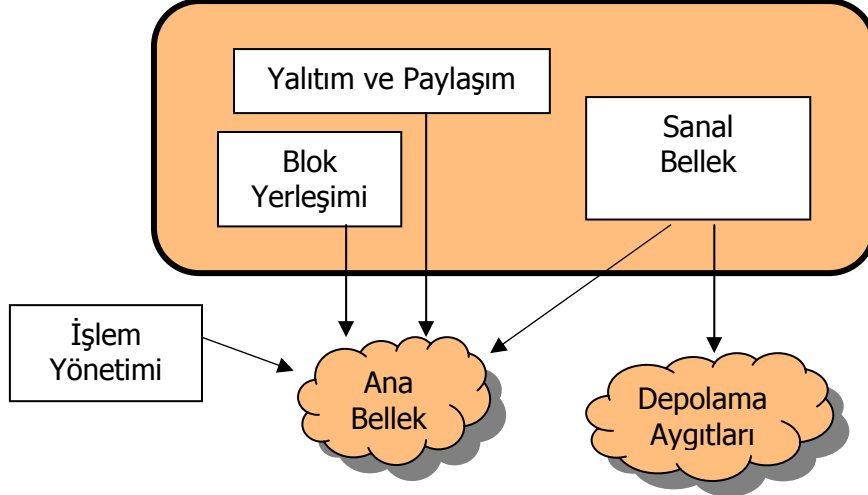 Yalıtım ve Paylaşım
Blok
Yerleşimi
Sanal
Bellek
İşlem
Yönetimi
Ana
Bellek
Depolama
Aygıtları